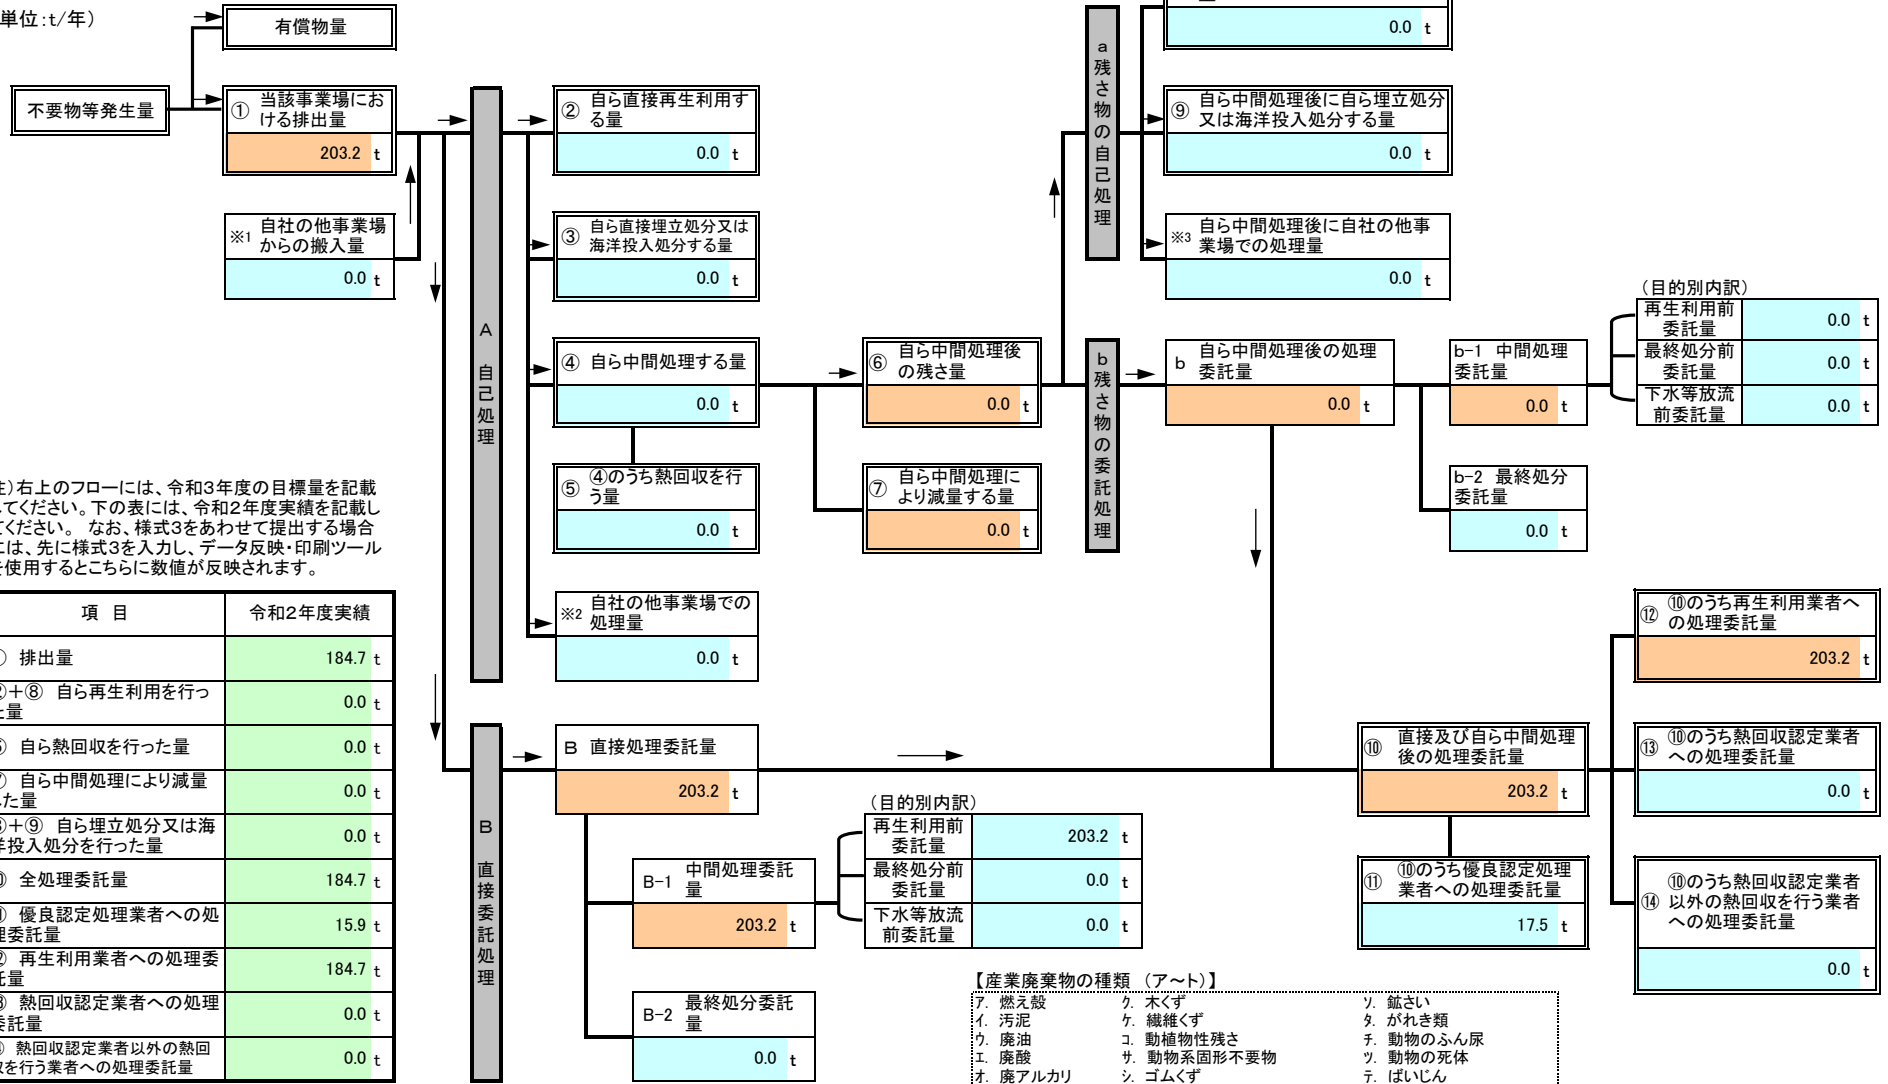 単位:t/年）
有償物量
不要物等発生量
① 当該事業場にお
ける排出量
203.2 t
※1 自社の他事業場
からの搬入量
0.0 t
A 自己処理
② 自ら直接再生利用す
る量
0.0 t
③ 自ら直接埋立処分又は
海洋投入処分する量
0.0 t
④ 自ら中間処理する量
0.0 t
⑤ ④のうち熱回収を行
う量
0.0 t
※2 自社の他事業場での
処理量
0.0 t
⑥ 自ら中間処理後
の残さ量
0.0 t
⑦ 自ら中間処理に
より減量する量
0.0 t
a 残さ物の自己処理
0.0 t
⑨ 自ら中間処理後に自ら埋立処分
又は海洋投入処分する量
0.0 t
※3 自ら中間処理後に自社の他事
業場での処理量
0.0 t
b 残さ物の委託処理
b 自ら中間処理後の処理
委託量
0.0 t
b-1 中間処理
委託量
0.0 t
（目的別内訳）
再生利用前
委託量
0.0 t
最終処分前
委託量
0.0 t
下水等放流
前委託量
0.0 t
b-2 最終処分
委託量
0.0 t
注）右上のフローには、令和3年度の目標量を記載
してください。下の表には、令和2年度実績を記載し
てください。 なお、様式3をあわせて提出する場合
には、先に様式3を入力し、データ反映・印刷ツール
を使用するとこちらに数値が反映されます。
項 目 令和2年度実績
① 排出量 184.7 t
②＋⑧ 自ら再生利用を行っ
た量 0.0 t
⑤ 自ら熱回収を行った量 0.0 t
⑦ 自ら中間処理により減量
した量 0.0 t
③＋⑨ 自ら埋立処分又は海
洋投入処分を行った量 0.0 t
⑩ 全処理委託量 184.7 t
⑪ 優良認定処理業者への処
理委託量 15.9 t
⑫ 再生利用業者への処理委
託量 184.7 t
⑬ 熱回収認定業者への処理
委託量 0.0 t
⑭ 熱回収認定業者以外の熱回
収を行う業者への処理委託量 0.0 t
B 直接委託処理
B 直接処理委託量
203.2 t
B-1 中間処理委託
量
203.2 t
（目的別内訳）
再生利用前
委託量
203.2 t
最終処分前
委託量
0.0 t
下水等放流
前委託量
0.0 t
B-2 最終処分委託
量
0.0 t
⑩ 直接及び自ら中間処理
後の処理委託量
203.2 t
⑪ ⑩のうち優良認定処理
業者への処理委託量
17.5 t
⑫ ⑩のうち再生利用業者へ
の処理委託量
203.2 t
⑬ ⑩のうち熱回収認定業者
への処理委託量
0.0 t
⑭ ⑩のうち熱回収認定業者
以外の熱回収を行う業者
への処理委託量
0.0 t
【産業廃棄物の種類 （ア～ト）】
ア. 燃え殻 ク. 木くず ソ. 鉱さい
イ. 汚泥 ケ. 繊維くず タ. がれき類
ウ. 廃油 コ. 動植物性残さ チ. 動物のふん尿
エ. 廃酸 サ. 動物系固形不要物 ツ. 動物の死体
オ. 廃アルカリ シ. ゴムくず テ. ばいじん